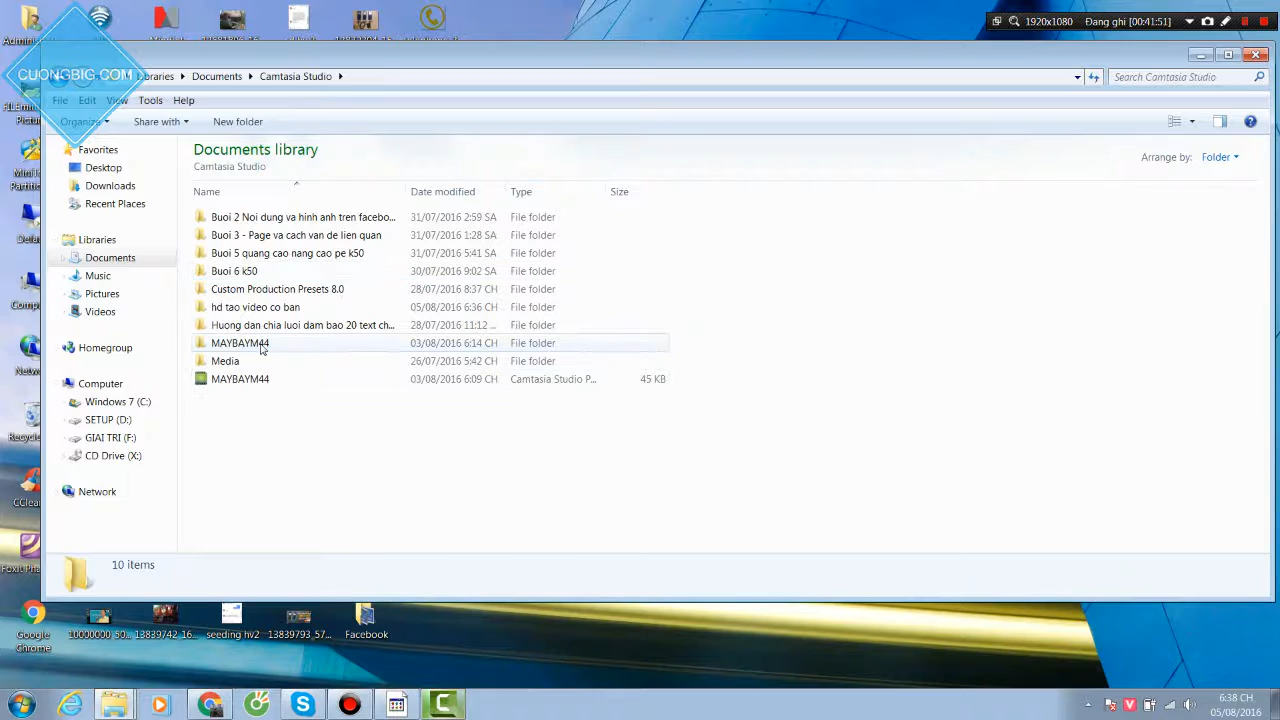 1920x1080 Đang ghi [00:41:51]
CUONGBIG.COM
Libraries Documents Camtasia Studio
Search Camtasia Studio
File Edit View Tools Help
Organize Share with New folder
Documents library
Camtasia Studio
Arrange by: Folder
Name Date modified Type Size
Buoi 2 Noi dung va hinh anh tren facebo... 31/07/2016 2:59 SA File folder
Buoi 3 - Page va cach van de lien quan 31/07/2016 1:28 SA File folder
Buoi 5 quang cao nang cao pe k50 31/07/2016 5:41 SA File folder
Buoi 6 k50 30/07/2016 9:02 SA File folder
Custom Production Presets 8.0 28/07/2016 8:37 CH File folder
hd tao video co ban 05/08/2016 6:36 CH File folder
Huong dan chia luoi dam bao 20 text ch... 28/07/2016 11:12 ... File folder
MAYBAYM44 03/08/2016 6:14 CH File folder
Media 26/07/2016 5:42 CH File folder
MAYBAYM44 03/08/2016 6:09 CH Camtasia Studio P... 45 KB
Favorites
Desktop
Downloads
Recent Places
Libraries
Documents
Music
Pictures
Videos
Homegroup
Computer
Windows 7 (C:)
SETUP (D:)
GIAI TRI (F:)
CD Drive (X:)
Network
10 items
Google Chrome
10000000_50...
13839742_16...
seeding hv2
13839793_57...
Facebook
6:38 CH
05/08/2016